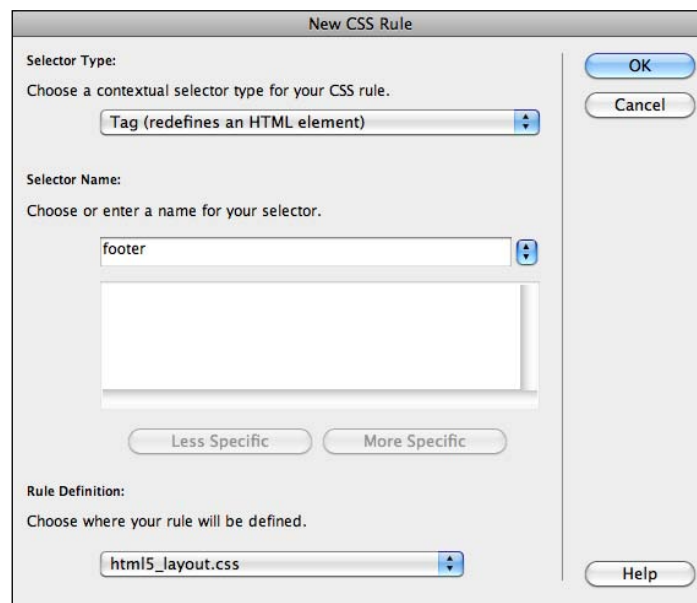 New CSS Rule
Selector Type:
OK
Choose a contextual selector type for your CSS rule.
Cancel
Tag (redefines an HTML element)
Selector Name:
Choose or enter a name for your selector.
footer
Less Specific
More Specific
Rule Definition:
Choose where your rule will be defined.
html5_layout.css
Help